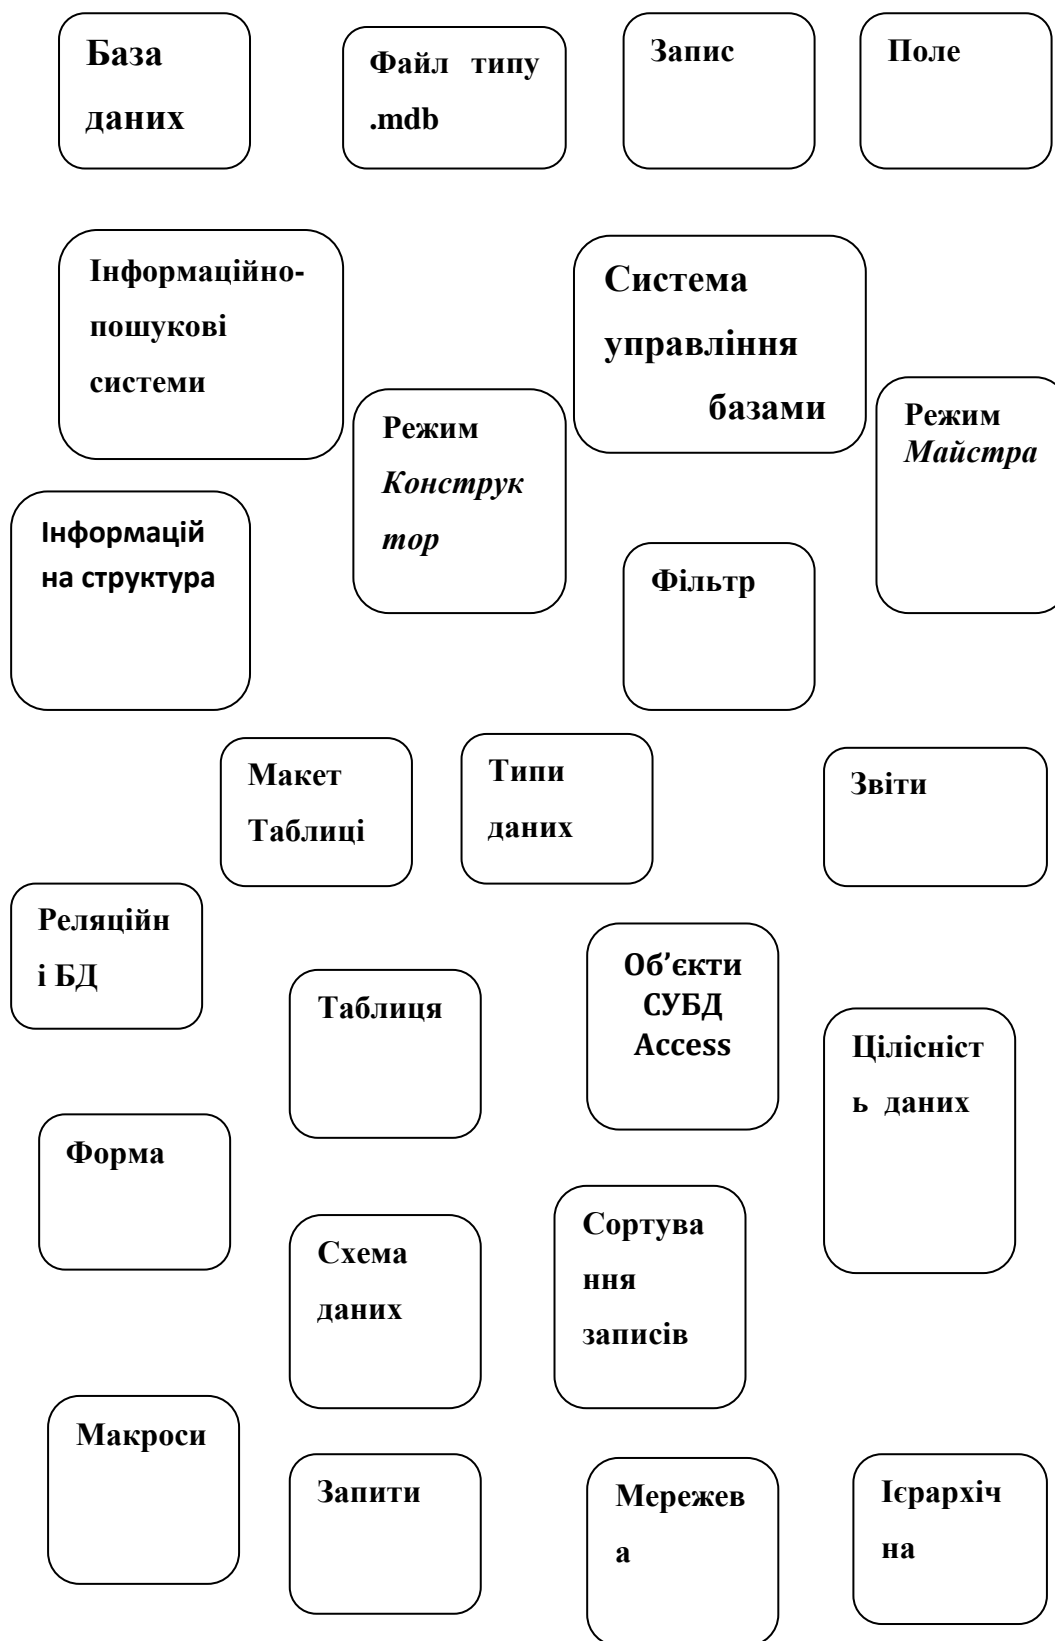 База
даних
Файл типу
.mdb
Запис
Поле
Інформаційно-
пошукові
системи
Система
управління
базами
Режим
Конструк
тор
Режим
Майстра
Інформацій
на структура
Фільтр
Макет
Таблиці
Типи
даних
Звіти
Реляційн
і БД
Таблиця
Об’єкти
СУБД
Access
Цілісніст
ь даних
Форма
Схема
даних
Сортува
ння
записів
Макроси
Запити
Мережев
а
Ієрархіч
на